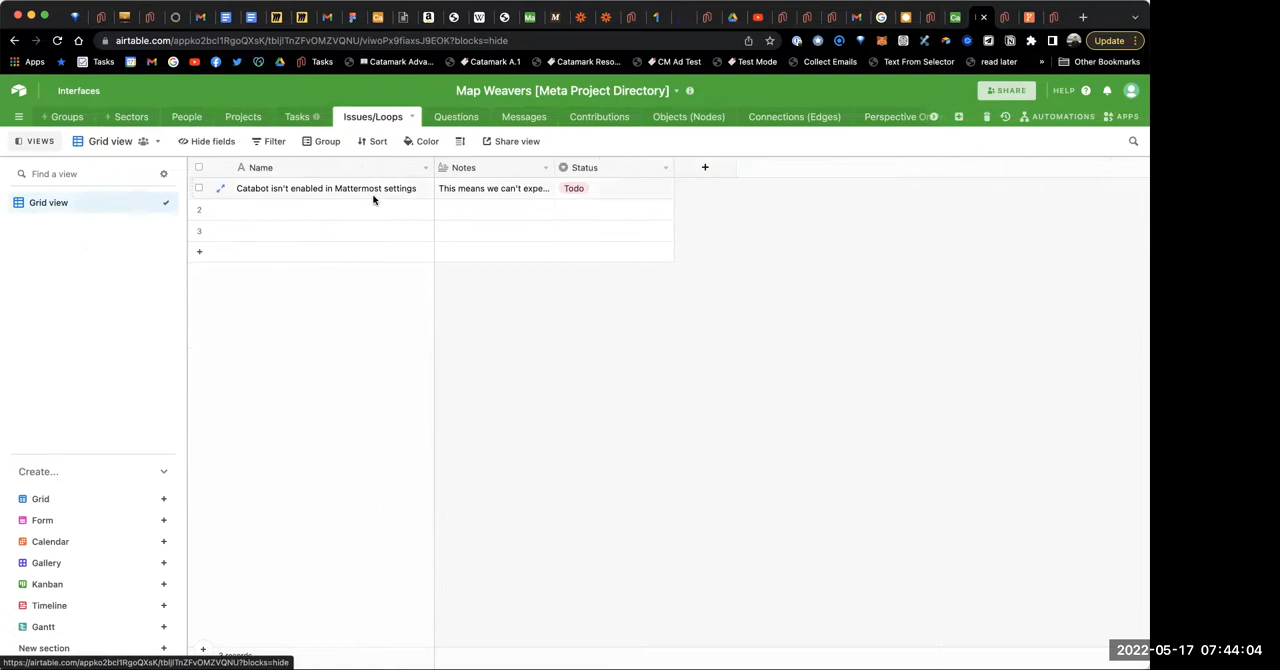 airtable.com/appko2bcl1RgoQXsK/tbljlTnZFvOMZVQNU/viwoPx9fiaxsJ9EOK?blocks=hide
Update
Apps
Tasks
Tasks
Catamark Adva...
Catamark A.1
Catamark Reso...
CM Ad Test
Test Mode
Collect Emails
Text From Selector
read later
»
Other Bookmarks
Interfaces
Map Weavers [Meta Project Directory]
SHARE
HELP
Groups
Sectors
People
Projects
Tasks
Issues/Loops
Questions
Messages
Contributions
Objects (Nodes)
Connections (Edges)
AUTOMATIONS
APPS
VIEWS
Grid view
Hide fields
Filter
Group
Sort
Color
Share view
Find a view
Name
Notes
Status
+
Grid view
Catabot isn't enabled in Mattermost settings
This means we can't expe...
Todo
2
3
+
Create...
Grid +
Form +
Calendar +
Gallery +
Kanban +
Timeline +
Gantt +
New section +
+
https://airtable.com/appko2bcl1RgoQXsK/tbljlTnZFvOMZVQNU?blocks=hide
2022-05-17 07:44:04